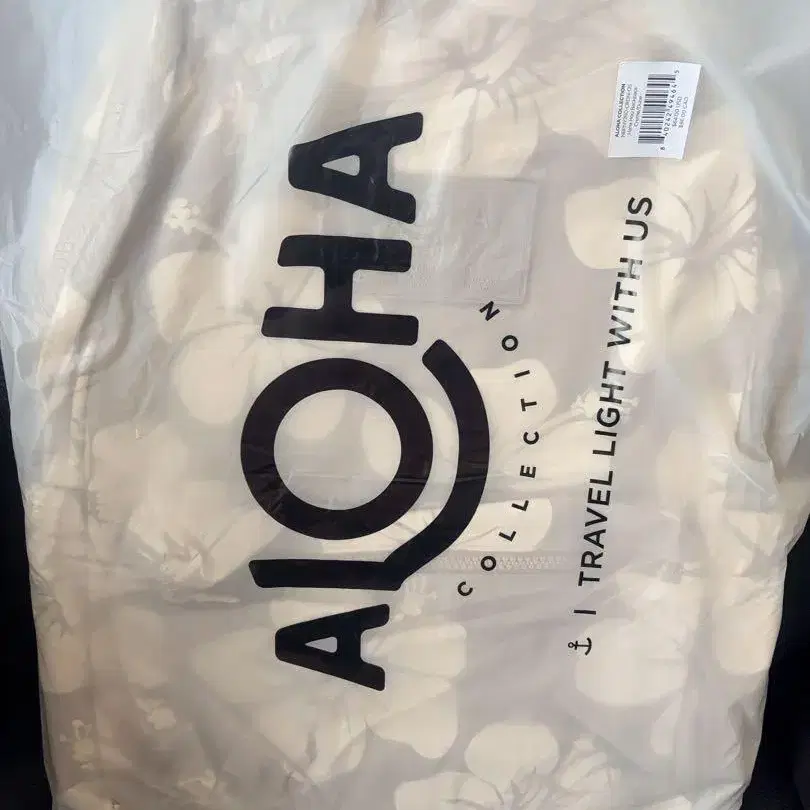 ALOHA
COLLECTION
| TRAVEL LIGHT WITH US
ALOHA COLLECTION